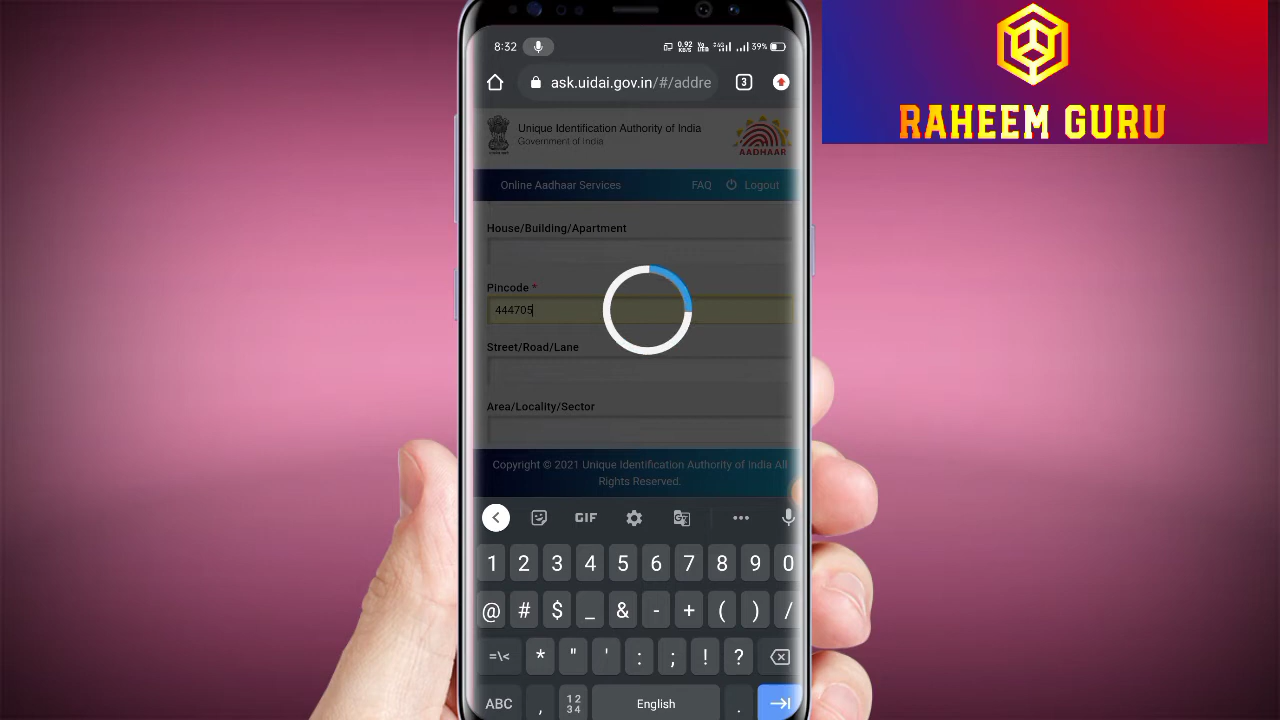 8:32
0.92
KB/S
39%
ask.uidai.gov.in/#/addre
3
RAHEEM GURU
Unique Identification Authority of India
Government of India
AADHAAR
Online Aadhaar Services
FAQ
Logout
House/Building/Apartment
Pincode *
444705
Street/Road/Lane
Area/Locality/Sector
Copyright © 2021 Unique Identification Authority of India All
Rights Reserved.
GIF
1 2 3 4 5 6 7 8 9 0
@ # $ _ & - + ( ) /
=\< * " ' : ; ! ?
ABC , 12 English .
34